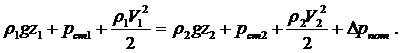 ρ₁gz₁ + p_ст1 + ρ₁V₁²/2 = ρ₂gz₂ + p_ст2 + ρ₂V₂²/2 + Δp_пот .